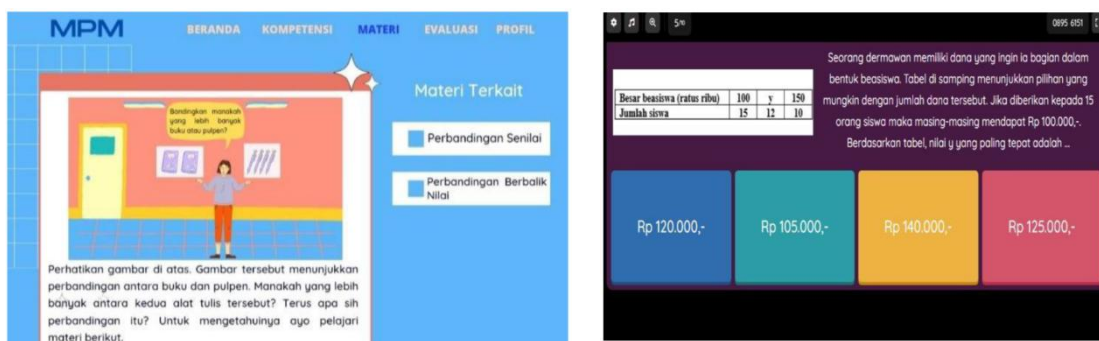 MPM
BERANDA KOMPETENSI MATERI EVALUASI PROFIL
Bandingkan manakah
yang lebih banyak
buku atau pulpen?
Materi Terkait
Perbandingan Senilai
Perbandingan Berbalik
Nilai
Perhatikan gambar di atas. Gambar tersebut menunjukkan
perbandingan antara buku dan pulpen. Manakah yang lebih
banyak antara kedua alat tulis tersebut? Terus apa sih
perbandingan itu? Untuk mengetahuinya ayo pelajari
materi berikut.
5/10
0895 6151
Seorang dermawan memiliki dana yang ingin ia bagian dalam
bentuk beasiswa. Tabel di samping menunjukkan pilihan yang
mungkin dengan jumlah dana tersebut. Jika diberikan kepada 15
orang siswa maka masing-masing mendapat Rp 100.000,-.
Berdasarkan tabel, nilai y yang paling tepat adalah ...
Besar beasiswa (ratus ribu) 100 y 150
Jumlah siswa 15 12 10
Rp 120.000,-
Rp 105.000,-
Rp 140.000,-
Rp 125.000,-